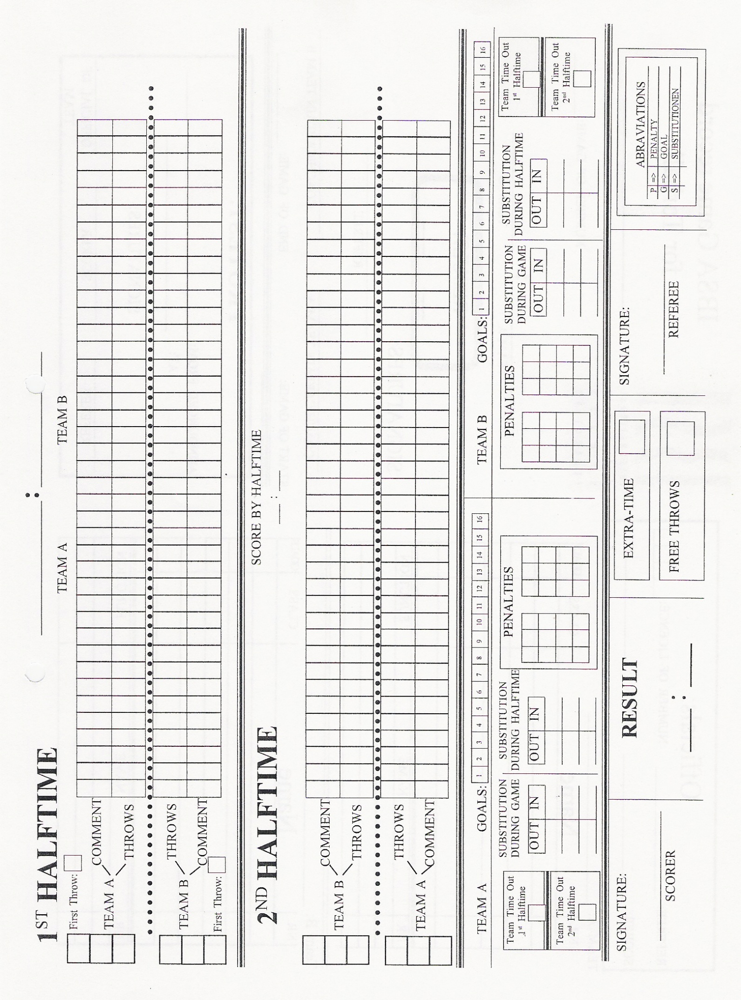 1ST HALFTIME
___________ : ___________
TEAM A TEAM B
First Throw:
COMMENT
TEAM A
THROWS
THROWS
TEAM B
COMMENT
First Throw:
SCORE BY HALFTIME
2ND HALFTIME
___ : ___
COMMENT
TEAM B
THROWS
THROWS
TEAM A
COMMENT
TEAM A GOALS: 1 2 3 4 5 6 7 8 9 10 11 12 13 14 15 16
TEAM B GOALS: 1 2 3 4 5 6 7 8 9 10 11 12 13 14 15 16
Team Time Out
1st Halftime
Team Time Out
2nd Halftime
SUBSTITUTION
DURING GAME
OUT IN
SUBSTITUTION
DURING HALFTIME
OUT IN
PENALTIES
PENALTIES
SUBSTITUTION
DURING GAME
OUT IN
SUBSTITUTION
DURING HALFTIME
OUT IN
Team Time Out
1st Halftime
Team Time Out
2nd Halftime
SIGNATURE:
SCORER
RESULT
___ : ___
EXTRA-TIME
FREE THROWS
SIGNATURE:
REFEREE
ABRAVIATIONS
P => PENALTY
G => GOAL
S => SUBSTITUTIONEN